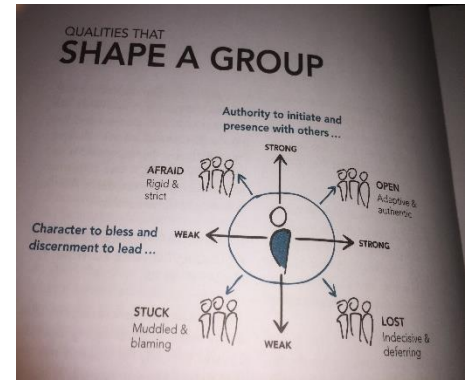 QUALITIES THAT
SHAPE A GROUP
Authority to initiate and
presence with others ...
STRONG
AFRAID
Rigid &
strict
OPEN
Adaptive &
authentic
Character to bless and
discernment to lead ...
WEAK
STRONG
STUCK
Muddled &
blaming
WEAK
LOST
Indecisive &
deferring